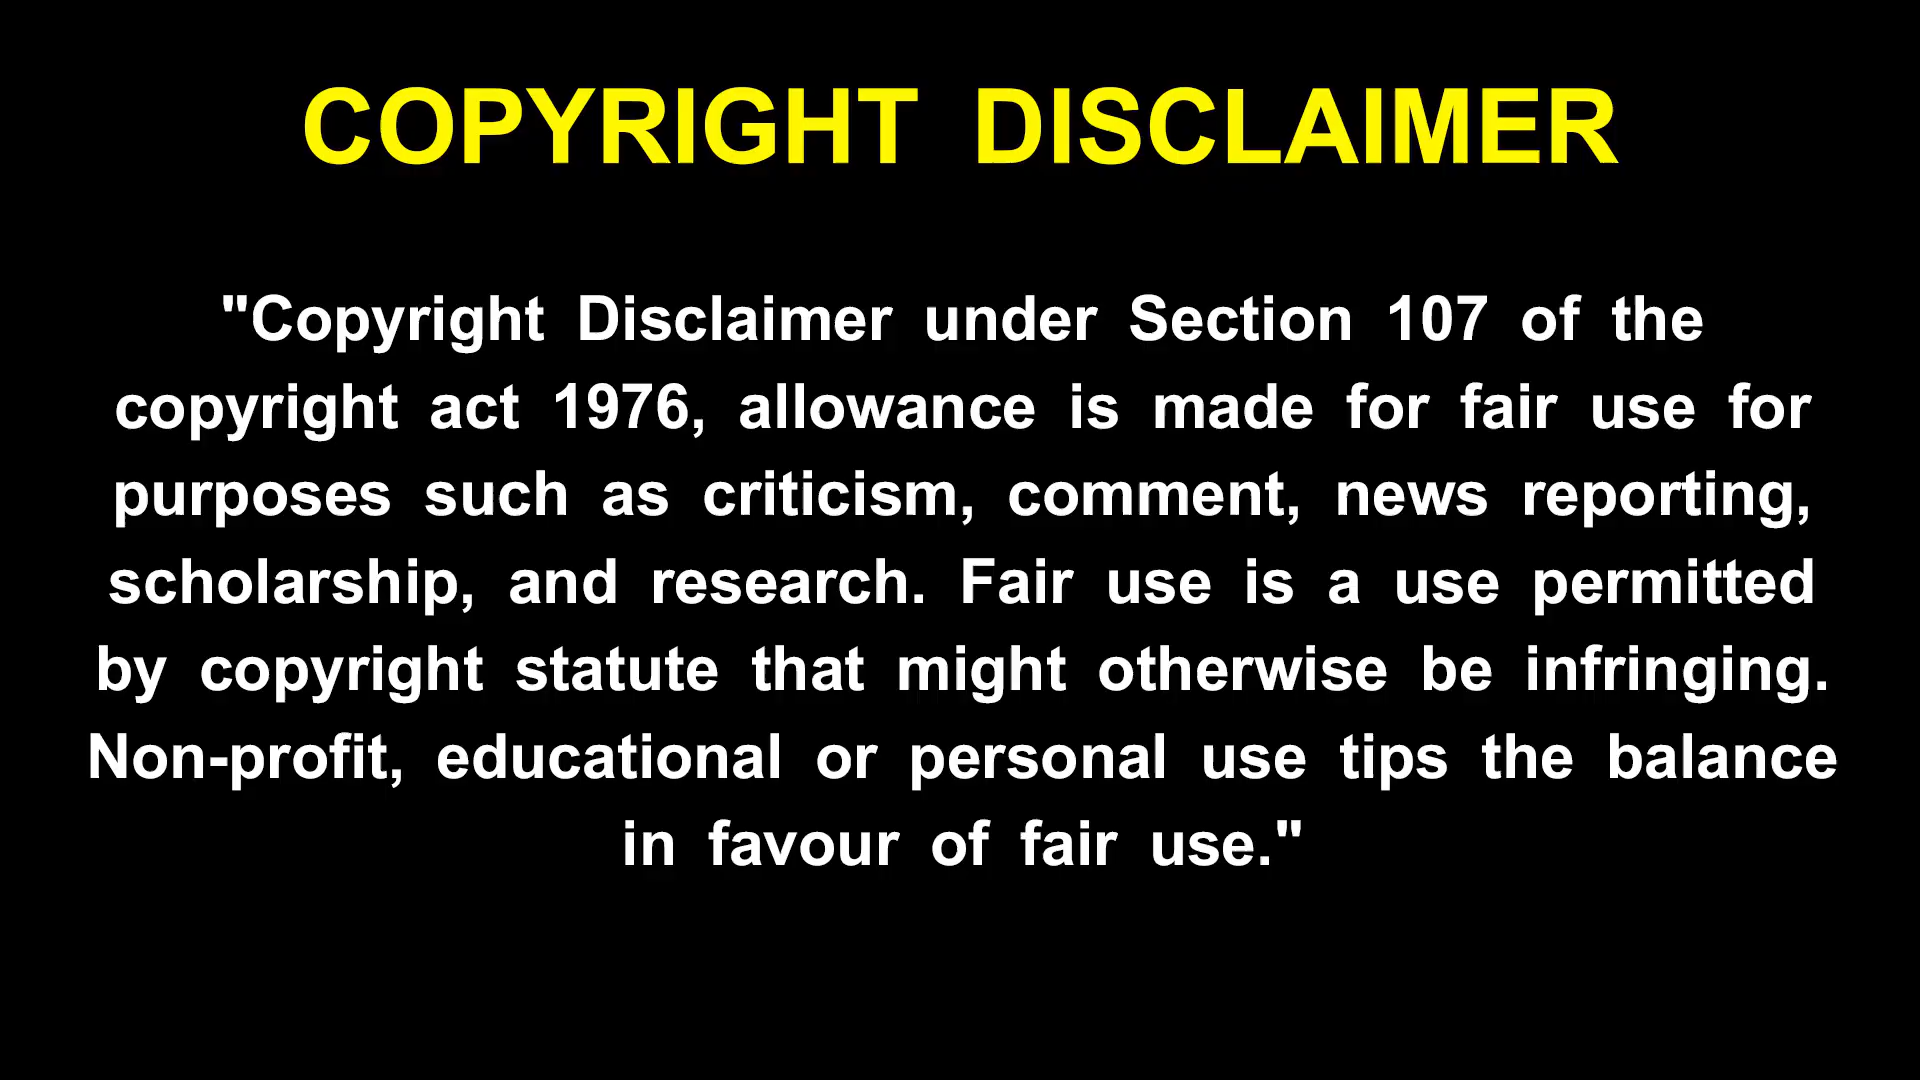 COPYRIGHT DISCLAIMER
"Copyright Disclaimer under Section 107 of the
copyright act 1976, allowance is made for fair use for
purposes such as criticism, comment, news reporting,
scholarship, and research. Fair use is a use permitted
by copyright statute that might otherwise be infringing.
Non-profit, educational or personal use tips the balance
in favour of fair use."